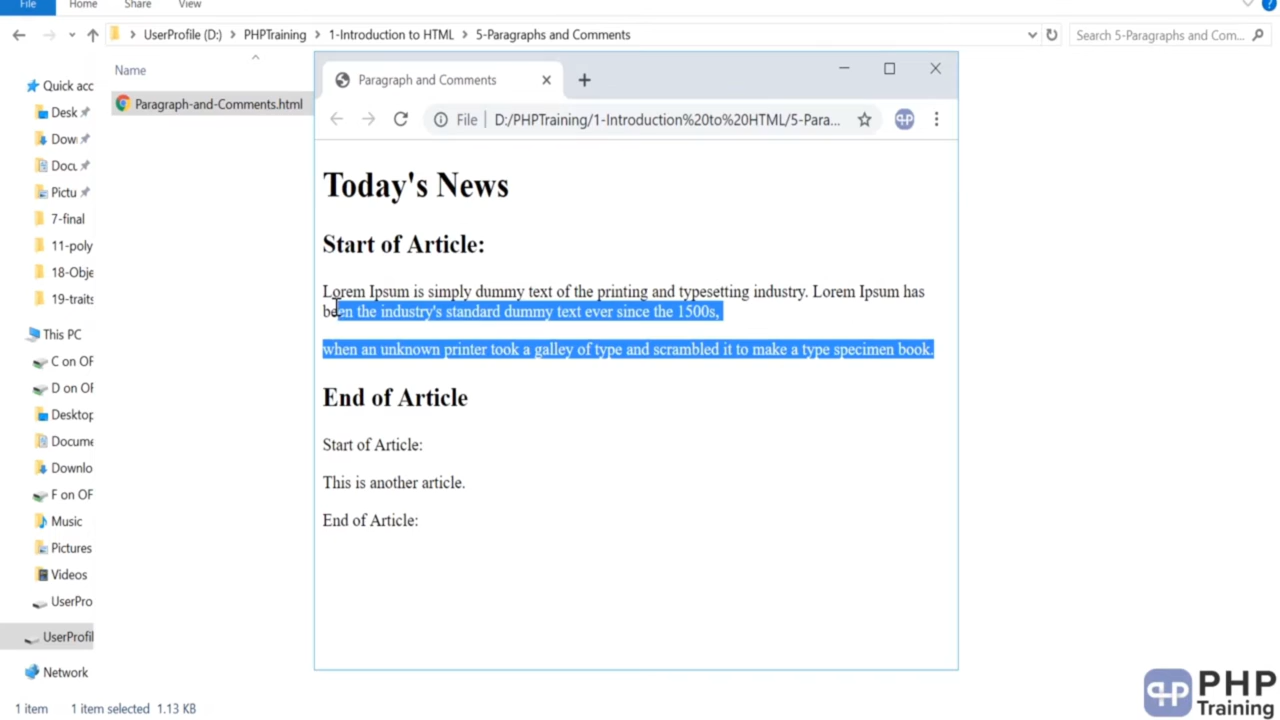 File Home Share View
UserProfile (D:) PHPTraining 1-Introduction to HTML 5-Paragraphs and Comments
Search 5-Paragraphs and Com...
Name
Paragraph-and-Comments.html
Quick acc
Desk
Dow
Docu
Pictu
7-final
11-poly
18-Obje
19-traits
This PC
C on OF
D on OF
Desktop
Docume
Downlo
F on OF
Music
Pictures
Videos
UserPro
UserProfil
Network
1 item 1 item selected 1.13 KB
Paragraph and Comments
File D:/PHPTraining/1-Introduction%20to%20HTML/5-Para...
Today's News
Start of Article:
Lorem Ipsum is simply dummy text of the printing and typesetting industry. Lorem Ipsum has
been the industry's standard dummy text ever since the 1500s,
when an unknown printer took a galley of type and scrambled it to make a type specimen book.
End of Article
Start of Article:
This is another article.
End of Article:
PHP
Training